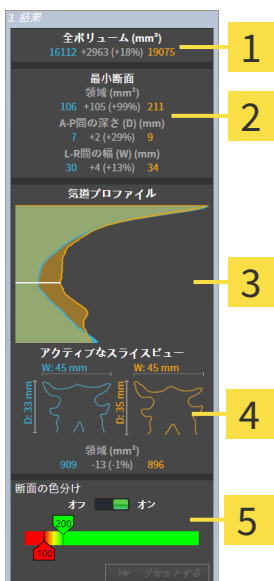 3. 結果
全ボリューム (mm³)
16112 +2963 (+18%) 19075
1
最小断面
領域 (mm²)
106 +105 (+99%) 211
2
A-P間の深さ (D) (mm)
7 +2 (+29%) 9
L-R間の幅 (W) (mm)
30 +4 (+13%) 34
気道プロファイル
3
アクティブなスライスビュー
W: 45 mm W: 45 mm
D: 33 mm D: 35 mm
4
領域 (mm²)
909 -13 (-1%) 896
断面の色分け
オフ オン
5
200
100
リセットする